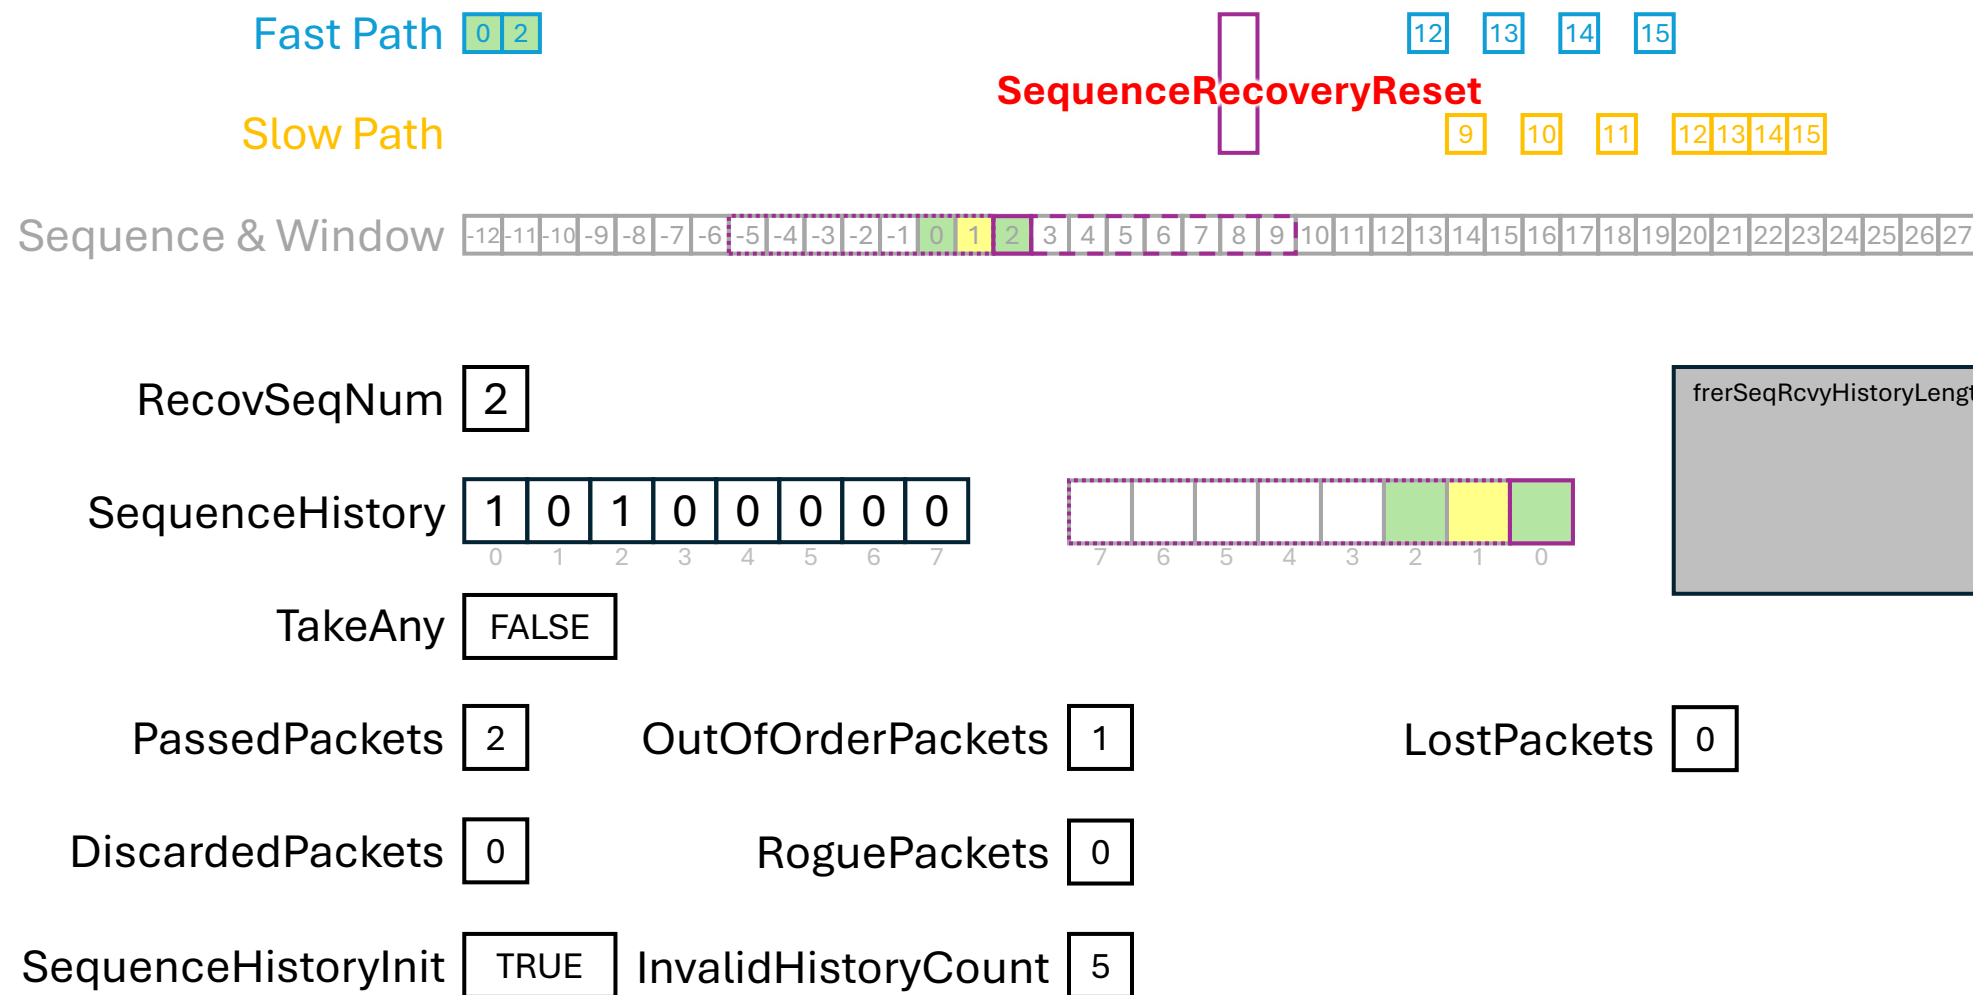 Fast Path 0 2 12 13 14 15
SequenceRecoveryReset
Slow Path 9 10 11 12 13 14 15
Sequence & Window -12 -11 -10 -9 -8 -7 -6 -5 -4 -3 -2 -1 0 1 2 3 4 5 6 7 8 9 10 11 12 13 14 15 16 17 18 19 20 21 22 23 24 25 26 27
RecovSeqNum 2
frerSeqRcvyHistoryLengt
SequenceHistory 1 0 1 0 0 0 0 0
0 1 2 3 4 5 6 7 7 6 5 4 3 2 1 0
TakeAny FALSE
PassedPackets 2 OutOfOrderPackets 1 LostPackets 0
DiscardedPackets 0 RoguePackets 0
SequenceHistoryInit TRUE InvalidHistoryCount 5